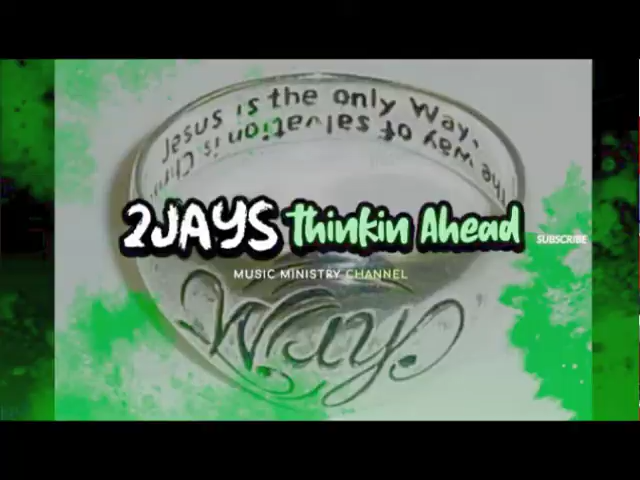 Jesus is the only Way.
the way of salvation is
2JAYS thinkin Ahead
SUBSCRIBE
MUSIC MINISTRY CHANNEL
Way